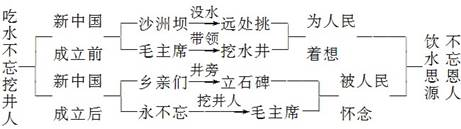 吃水不忘挖井人
新中国
成立前
沙洲坝
没水
远处挑
毛主席
带领
挖水井
为人民
着想
新中国
成立后
乡亲们
井旁
立石碑
永不忘
挖井人
毛主席
被人民
怀念
饮水思源
不忘恩人